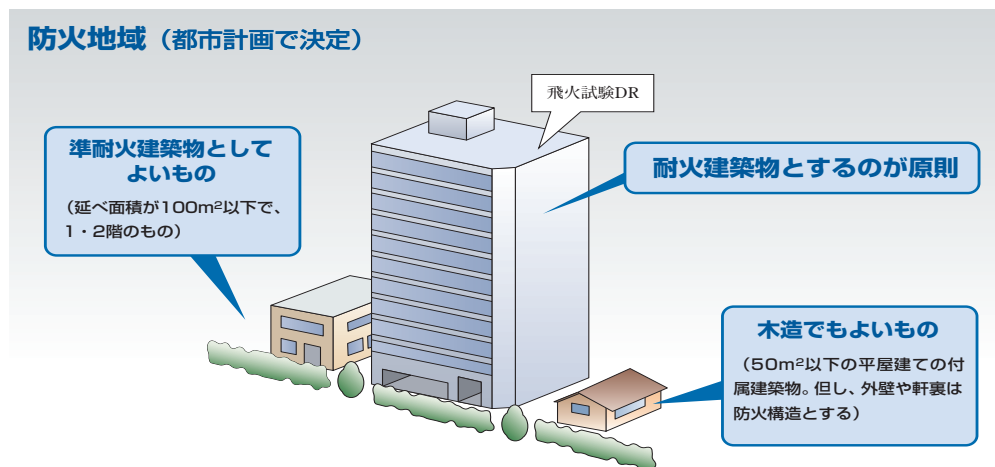 防火地域（都市計画で決定）
飛火試験DR
準耐火建築物として
よいもの
（延べ面積が100m²以下で、
1・2階のもの）
耐火建築物とするのが原則
木造でもよいもの
（50m²以下の平屋建ての付
属建築物。但し、外壁や軒裏は
防火構造とする）